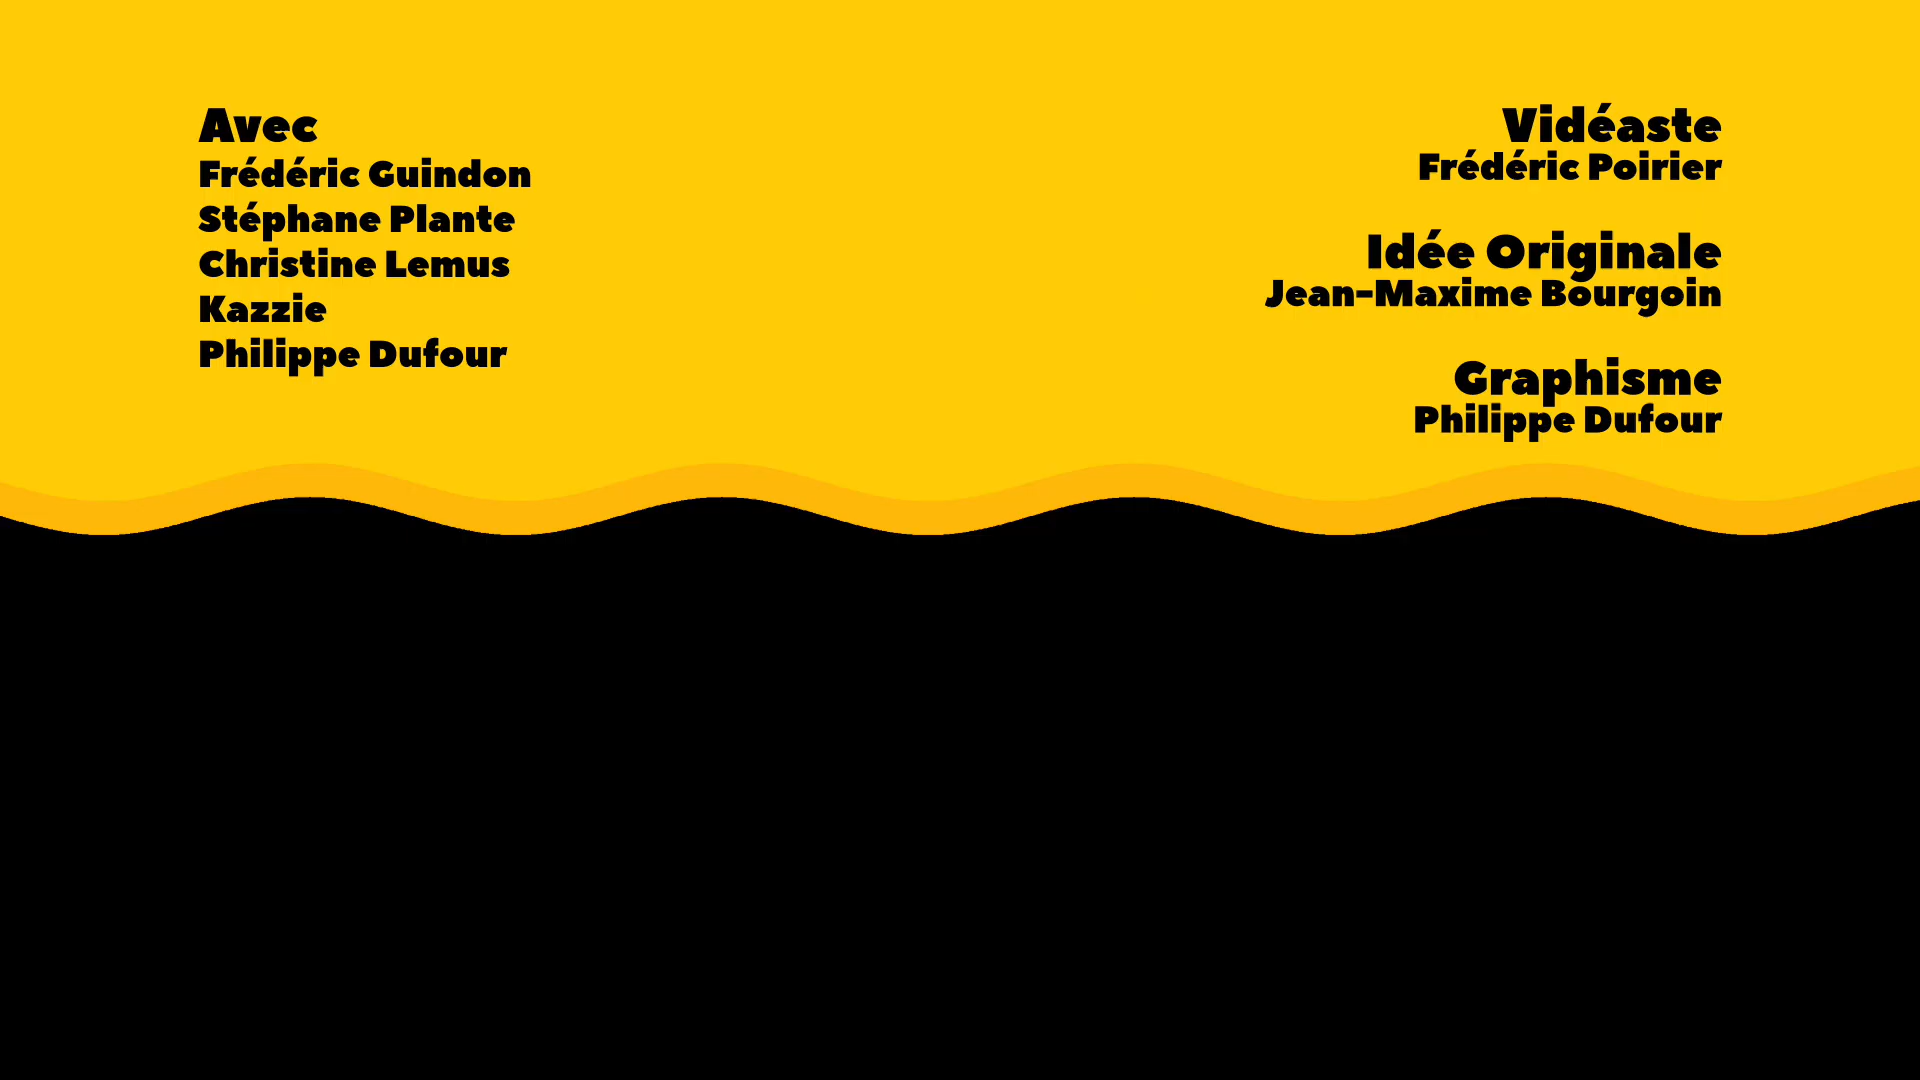 Avec
Frédéric Guindon
Stéphane Plante
Christine Lemus
Kazzie
Philippe Dufour
Vidéaste
Frédéric Poirier
Idée Originale
Jean-Maxime Bourgoin
Graphisme
Philippe Dufour